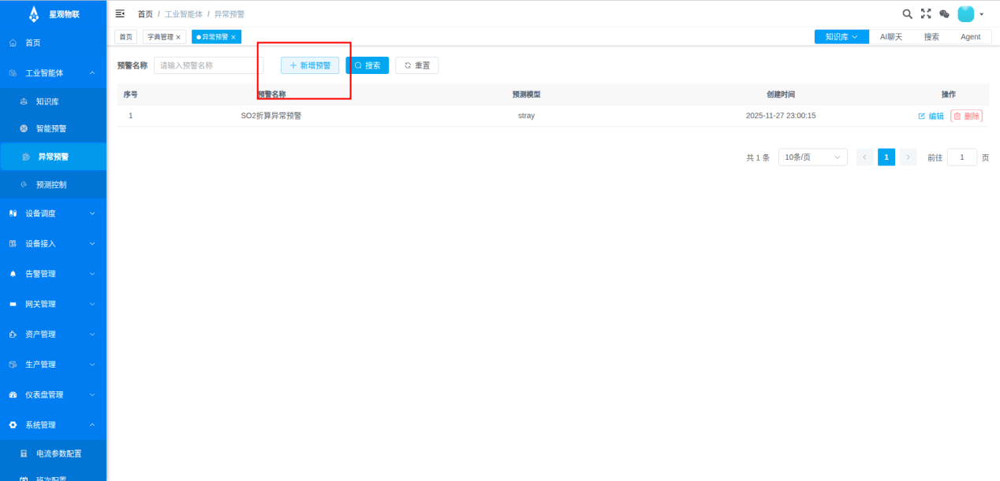 星观物联
首页 / 工业智能体 / 异常预警
首页 字典管理 × 异常预警 ×
知识库 AI聊天 搜索 Agent
首页
工业智能体
知识库
智能预警
异常预警
预测控制
设备调度
设备接入
告警管理
网关管理
资产管理
生产管理
仪表盘管理
系统管理
电流参数配置
班次配置
预警名称 请输入预警名称 + 新增预警 搜索 重置
序号 预警名称 预测模型 创建时间 操作
1 SO2折算异常预警 stray 2025-11-27 23:00:15 编辑 删除
共 1 条 10条/页 1 前往 1 页